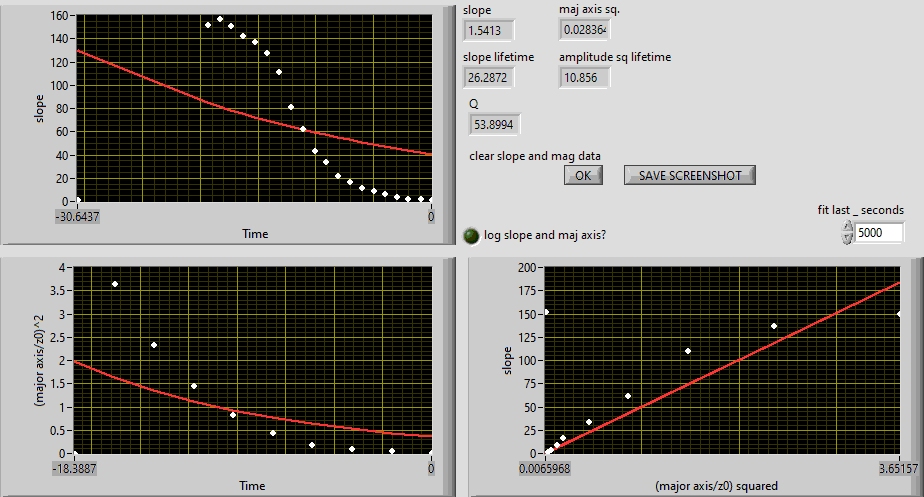 160
140
120
100
80
60
40
20
0
slope
-30.6437
0
Time
slope
1.5413
maj axis sq.
0.028364
slope lifetime
26.2872
amplitude sq lifetime
10.856
Q
53.8994
clear slope and mag data
OK
SAVE SCREENSHOT
fit last _ seconds
5000
log slope and maj axis?
4
3.5
3
2.5
2
1.5
1
0.5
0
(major axis/z0))^2
-18.3887
0
Time
200
175
150
125
100
75
50
25
0
slope
0.0065968
3.65157
(major axis/z0) squared